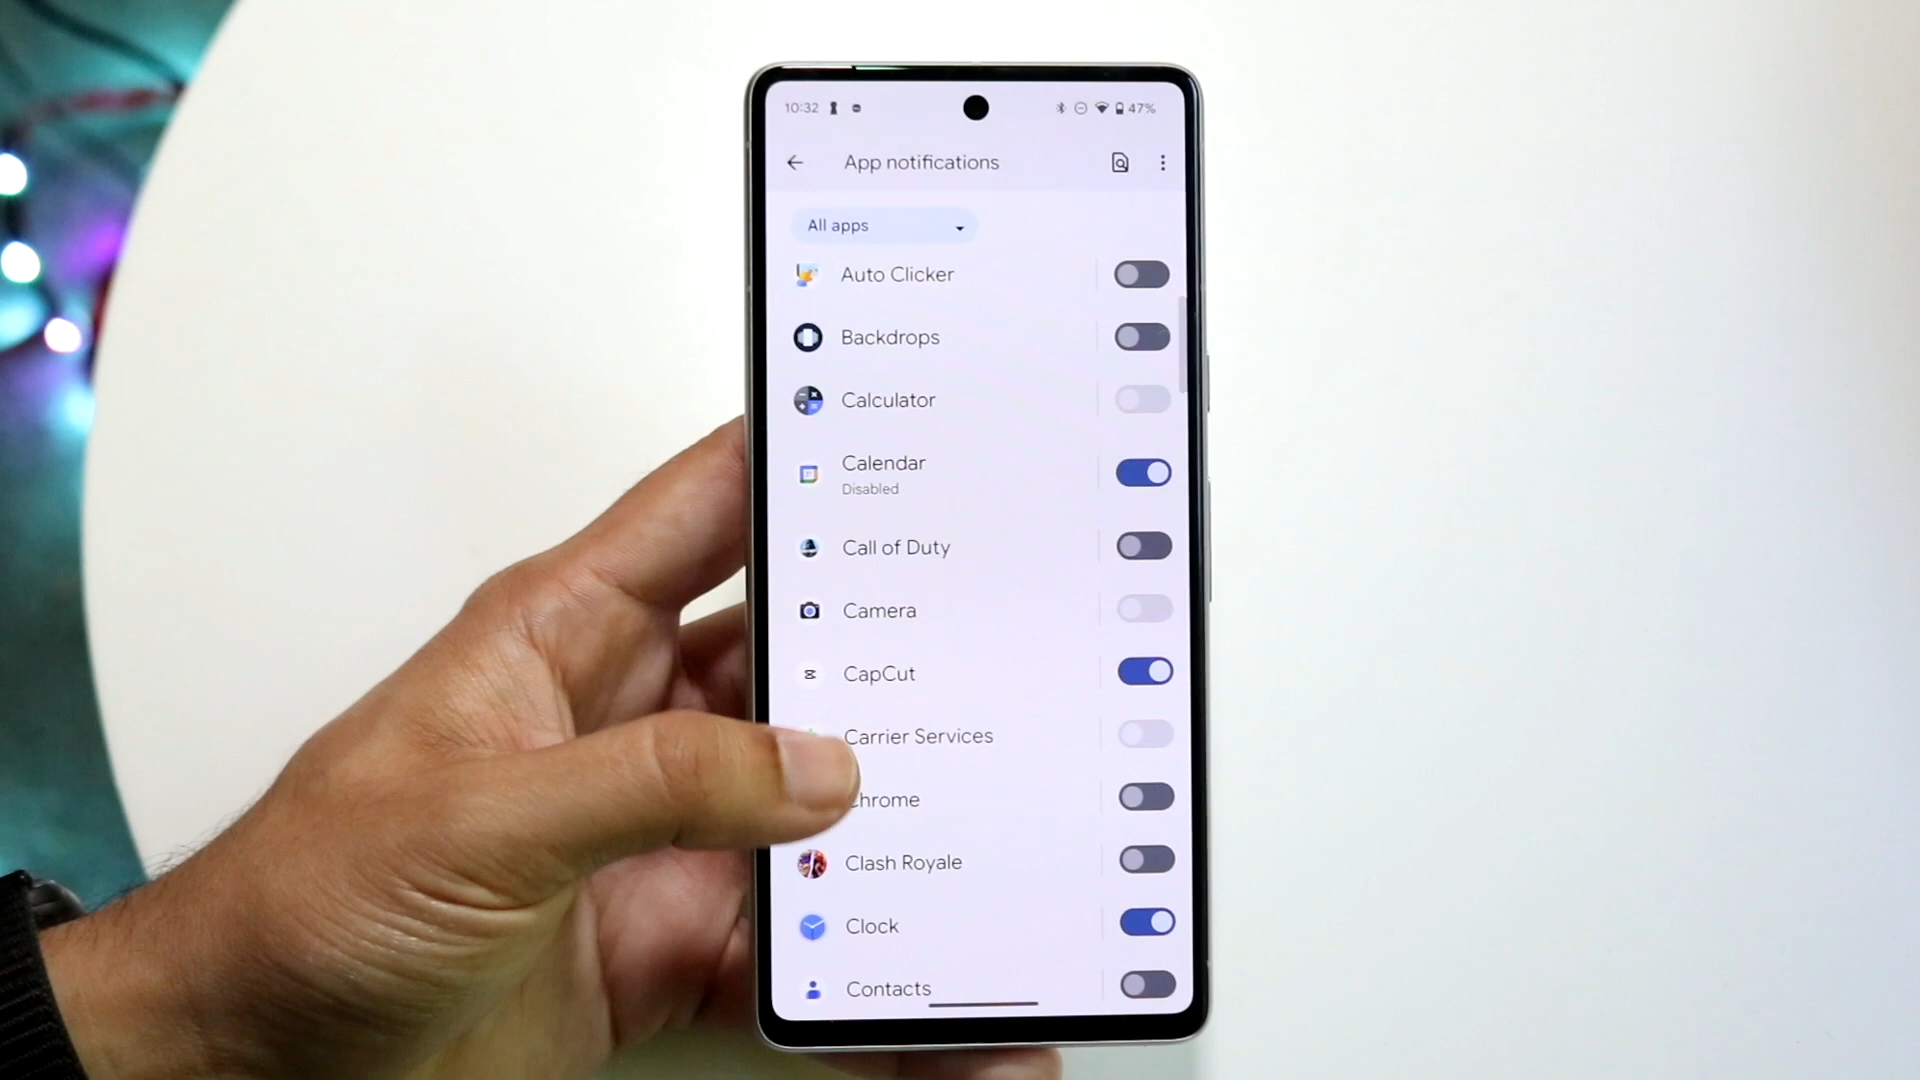 10:32 47%
App notifications
All apps
Auto Clicker
Backdrops
Calculator
Calendar
Disabled
Call of Duty
Camera
CapCut
Carrier Services
hrome
Clash Royale
Clock
Contacts